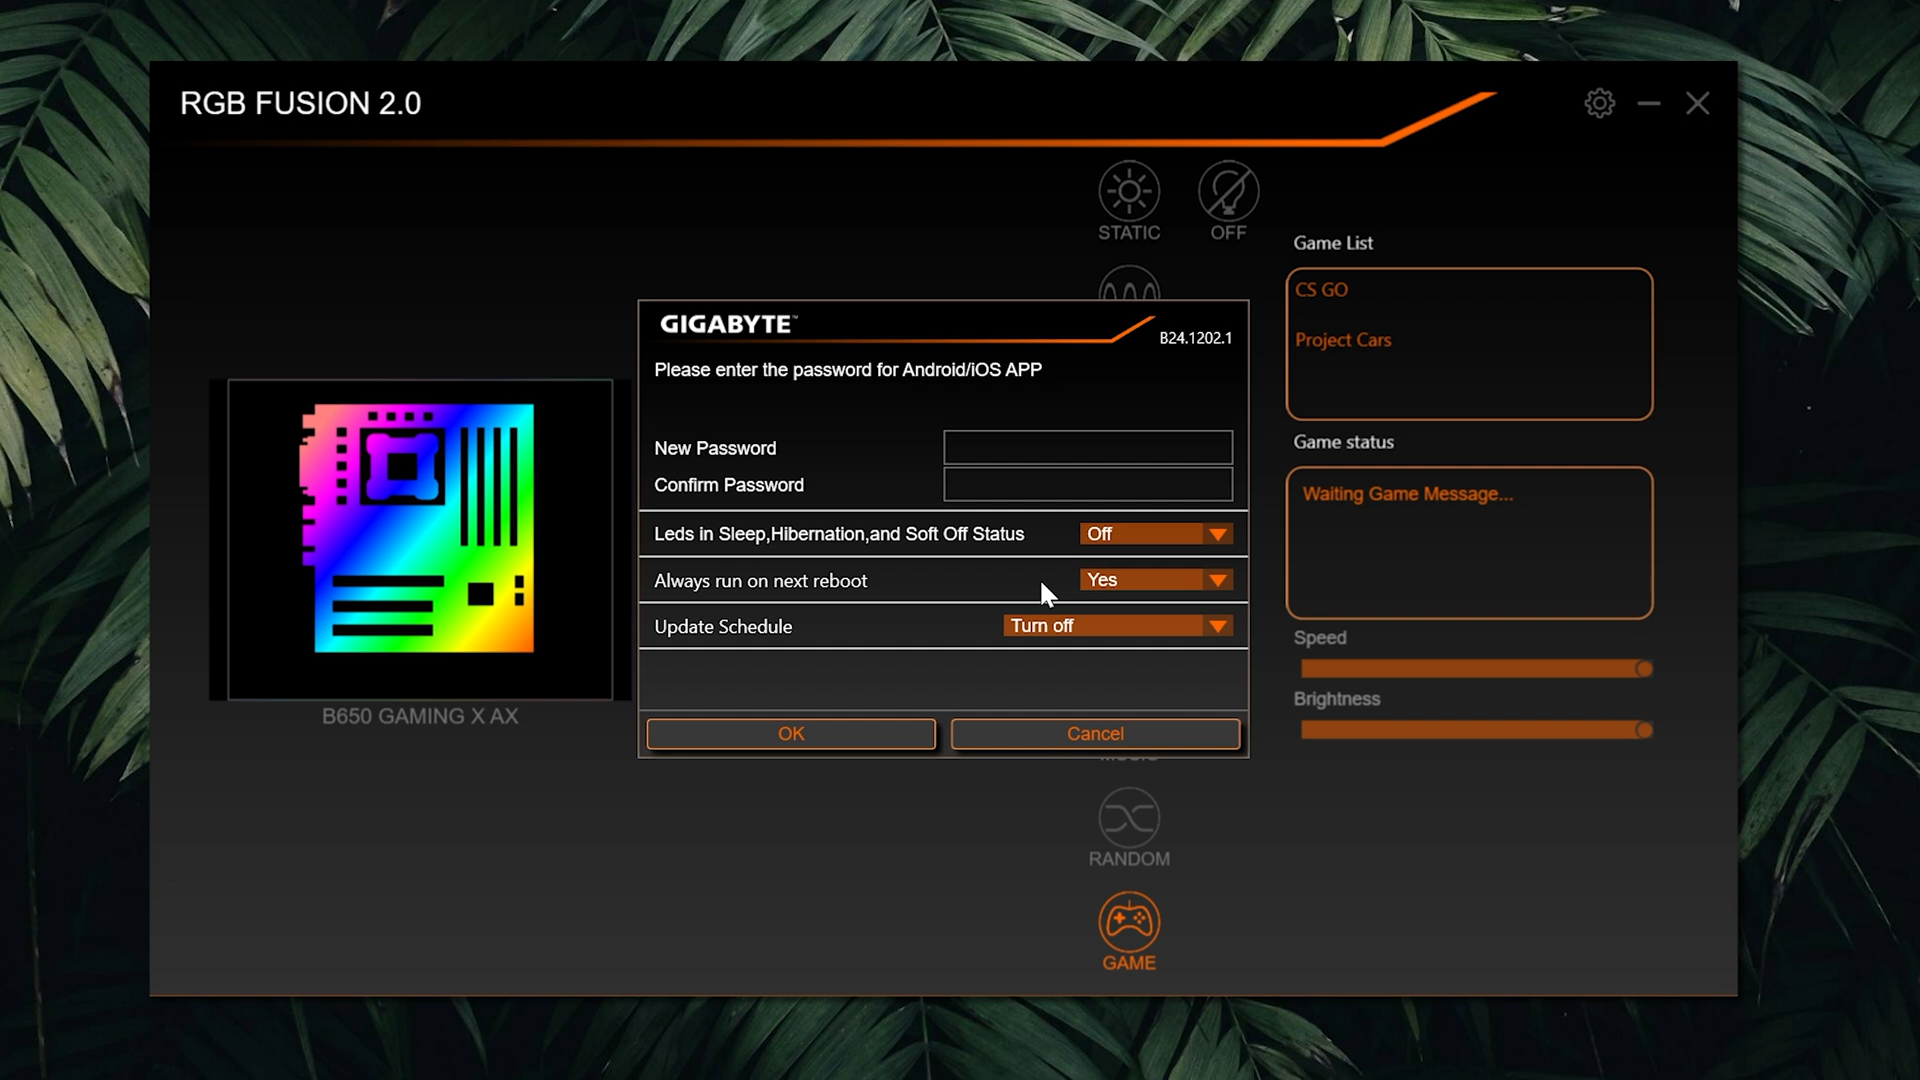 RGB FUSION 2.0
STATIC
OFF
Game List
CS GO
Project Cars
GIGABYTE™
B24.1202.1
Please enter the password for Android/iOS APP
New Password
Confirm Password
Leds in Sleep,Hibernation,and Soft Off Status
Off
Always run on next reboot
Yes
Update Schedule
Turn off
OK
Cancel
Game status
Waiting Game Message...
Speed
Brightness
B650 GAMING X AX
RANDOM
GAME